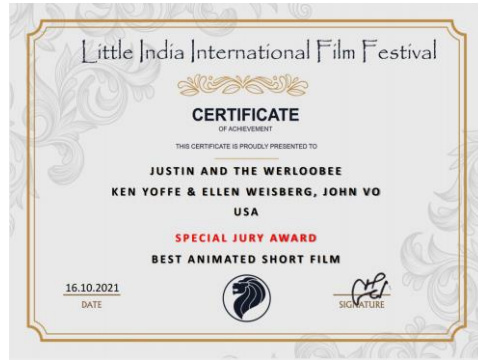 Little India International Film Festival
CERTIFICATE
OF ACHIEVEMENT
THIS CERTIFICATE IS PROUDLY PRESENTED TO
JUSTIN AND THE WERLOOBEE
KEN YOFFE & ELLEN WEISBERG, JOHN VO
USA
SPECIAL JURY AWARD
BEST ANIMATED SHORT FILM
16.10.2021
DATE
SIGNATURE